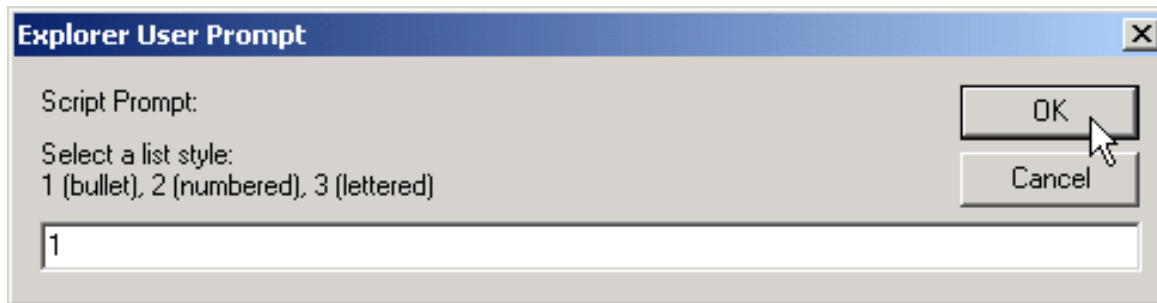 Explorer User Prompt
Script Prompt:
OK
Select a list style:
1 (bullet), 2 (numbered), 3 (lettered)
Cancel
1